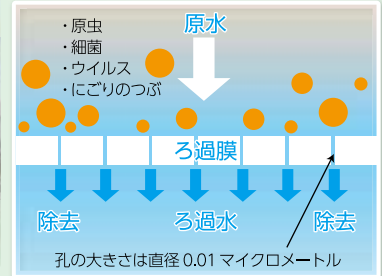 原水
・原虫
・細菌
・ウイルス
・にごりのつぶ
ろ過膜
除去 ろ過水 除去
孔の大きさは直径0.01マイクロメートル